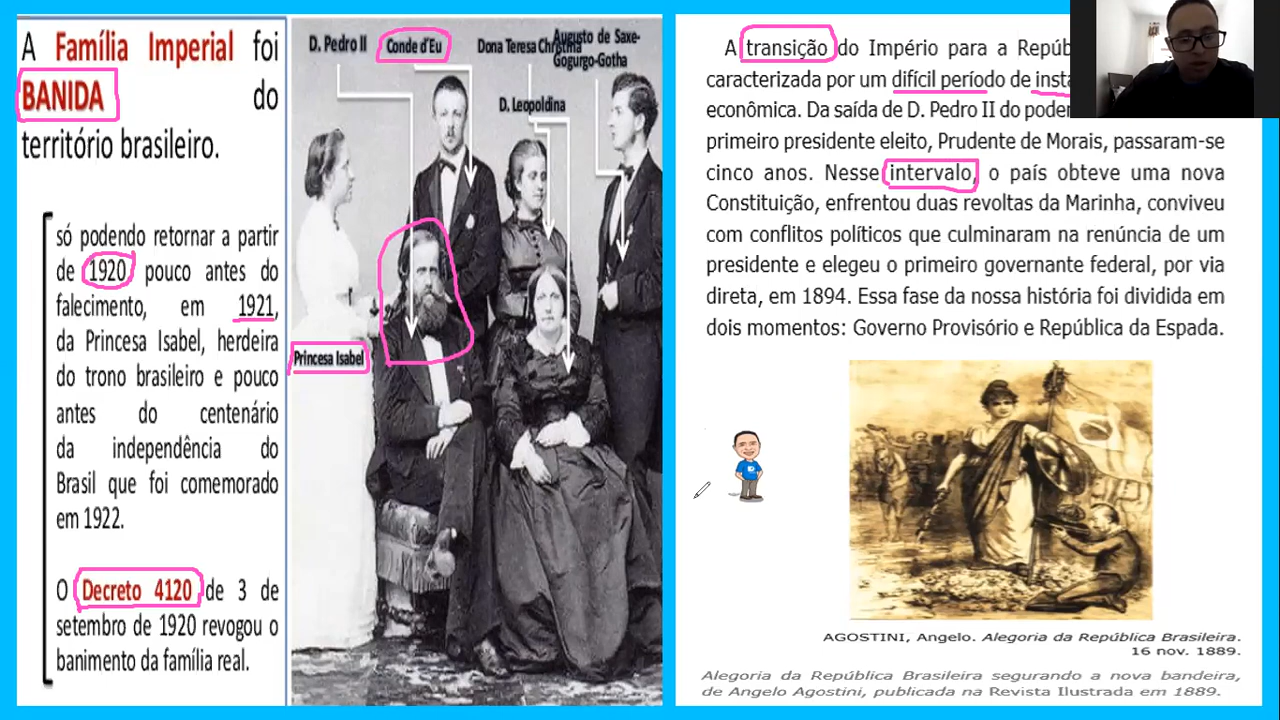 A Família Imperial foi
BANIDA do
território brasileiro.
só podendo retornar a partir
de 1920 pouco antes do
falecimento, em 1921,
da Princesa Isabel, herdeira
do trono brasileiro e pouco
antes do centenário
da independência do
Brasil que foi comemorado
em 1922.
O Decreto 4120 de 3 de
setembro de 1920 revogou o
banimento da família real.
D. Pedro II
Conde d'Eu
Dona Teresa Christina
Augusto de Saxe-
Gogurgo-Gotha
D. Leopoldina
Princesa Isabel
A transição do Império para a
caracterizada por um difícil período de
econômica. Da saída de D. Pedro II do
primeiro presidente eleito, Prudente de Morais, passaram-se
cinco anos. Nesse intervalo, o país obteve uma nova
Constituição, enfrentou duas revoltas da Marinha, conviveu
com conflitos políticos que culminaram na renúncia de um
presidente e elegeu o primeiro governante federal, por via
direta, em 1894. Essa fase da nossa história foi dividida em
dois momentos: Governo Provisório e República da Espada.
AGOSTINI, Angelo. Alegoria da República Brasileira.
16 nov. 1889.
Alegoria da República Brasileira segurando a nova bandeira,
de Angelo Agostini, publicada na Revista Ilustrada em 1889.